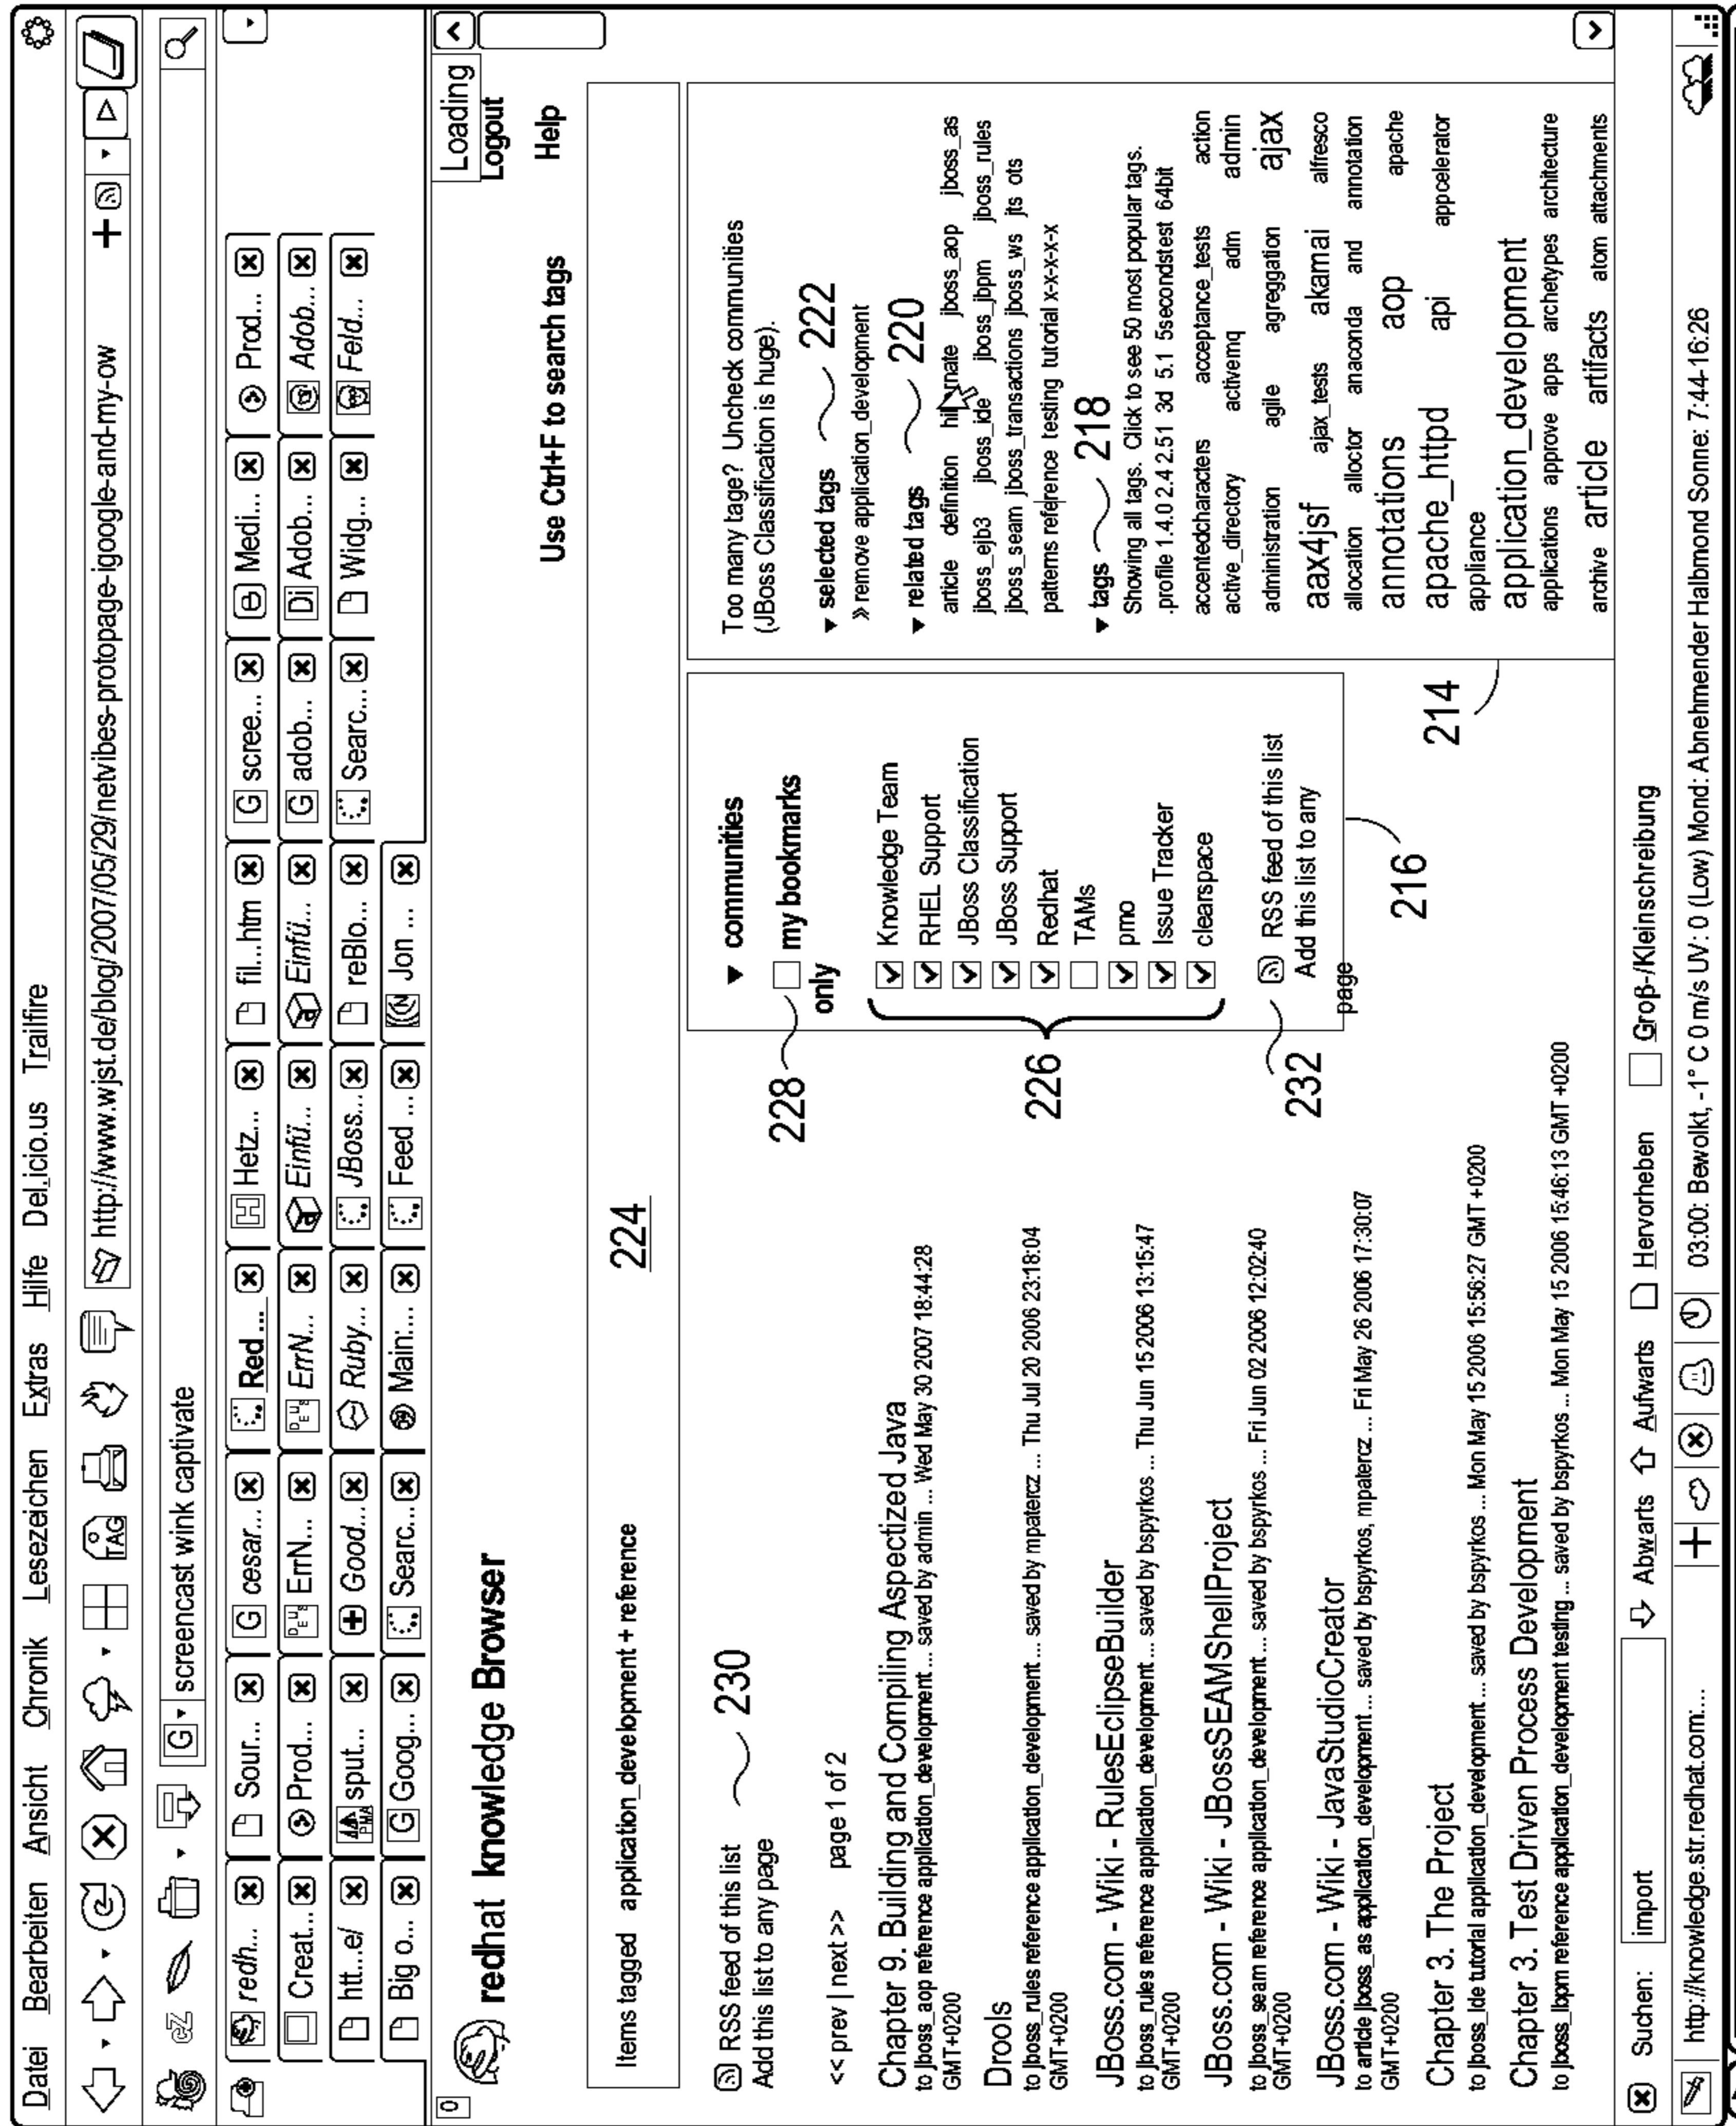 Datei Bearbeiten Ansicht Chronik Lesezeichen Extras Hilfe Del.icio.us Trailfire
TAG
http://www.wjst.de/blog/2007/05/29/netvibes-protopage-igoogle-and-my-ow
eZ
G screencast wink captivate
redh... Sour... G cesar... Red ... H Hetz... fil...htm G scree... Medi... Prod...
Creat... Prod... ErrN... ErrN... a Einfü... a Einfü... G adob... Di Adob... @ Adob...
htt...e/ PMA sput... Good... Ruby... JBoss... reBlo... Searc... Widg... Feld...
Big o... G Goog... Searc... 69 Main:... Feed ... Jon ...
0
Loading
redhat knowledge Browser
Logout
Use Ctrl+F to search tags
Help
Items tagged application_development + reference
224
RSS feed of this list 230
Add this list to any page
<< prev | next >> page 1 of 2
Chapter 9. Building and Compiling Aspectized Java
to jboss_aop reference application_development ... saved by admin ... Wed May 30 2007 18:44:28
GMT+0200
Drools
to jboss_rules reference application_development ... saved by mpatercz ... Thu Jul 20 2006 23:18:04
GMT+0200
JBoss.com - Wiki - RulesEclipseBuilder
to jboss_rules reference application_development ... saved by bspyrkos ... Thu Jun 15 2006 13:15:47
GMT+0200
JBoss.com - Wiki - JBossSEAMShellProject
to jboss_seam reference application_development ... saved by bspyrkos ... Fri Jun 02 2006 12:02:40
GMT+0200
JBoss.com - Wiki - JavaStudioCreator
to article jboss_as application_development ... saved by bspyrkos, mpatercz ... Fri May 26 2006 17:30:07
GMT+0200
Chapter 3. The Project
to jboss_lde tutorial application_development ... saved by bspyrkos ... Mon May 15 2006 15:56:27 GMT +0200
Chapter 3. Test Driven Process Development
to jboss_lbpm reference application_development testing ... saved by bspyrkos ... Mon May 15 2006 15:46:13 GMT +0200
communities
228
my bookmarks
only
Knowledge Team
RHEL Support
JBoss Classification
JBoss Support
Redhat
TAMs
pmo
Issue Tracker
clearspace
226
232
RSS feed of this list
Add this list to any
page
216
214
Too many tage? Uncheck communities
(JBoss Classification is huge).
selected tags 222
» remove application_development
related tags 220
article definition jboss_aop jboss_as
jboss_ejb3 jboss_ide jboss_jbpm jboss_rules
jboss_seam jboss_transactions jboss_ws jts ots
patterns reference testing tutorial x-x-x-x-x
tags 218
Showing all tags. Click to see 50 most popular tags.
.profile 1.4.0 2.4 2.51 3d 5.1 5secondstest 64bit
accentedcharacters acceptance_tests action
active_directory activemq adm admin
administration agile agreggation ajax
aax4jsf ajax_tests akamai alfresco
allocation alloctor anaconda and annotation
annotations aop apache
apache_httpd api appcelerator
appliance
application_development
applications approve apps archetypes architecture
archive article artifacts atom attachments
Suchen: import Abwarts Aufwarts Hervorheben Groβ-/Kleinschreibung
http://knowledge.str.redhat.com:... 03:00: Bewolkt, -1° C 0 m/s UV: 0 (Low) Mond: Abnehmender Halbmond Sonne: 7:44-16:26